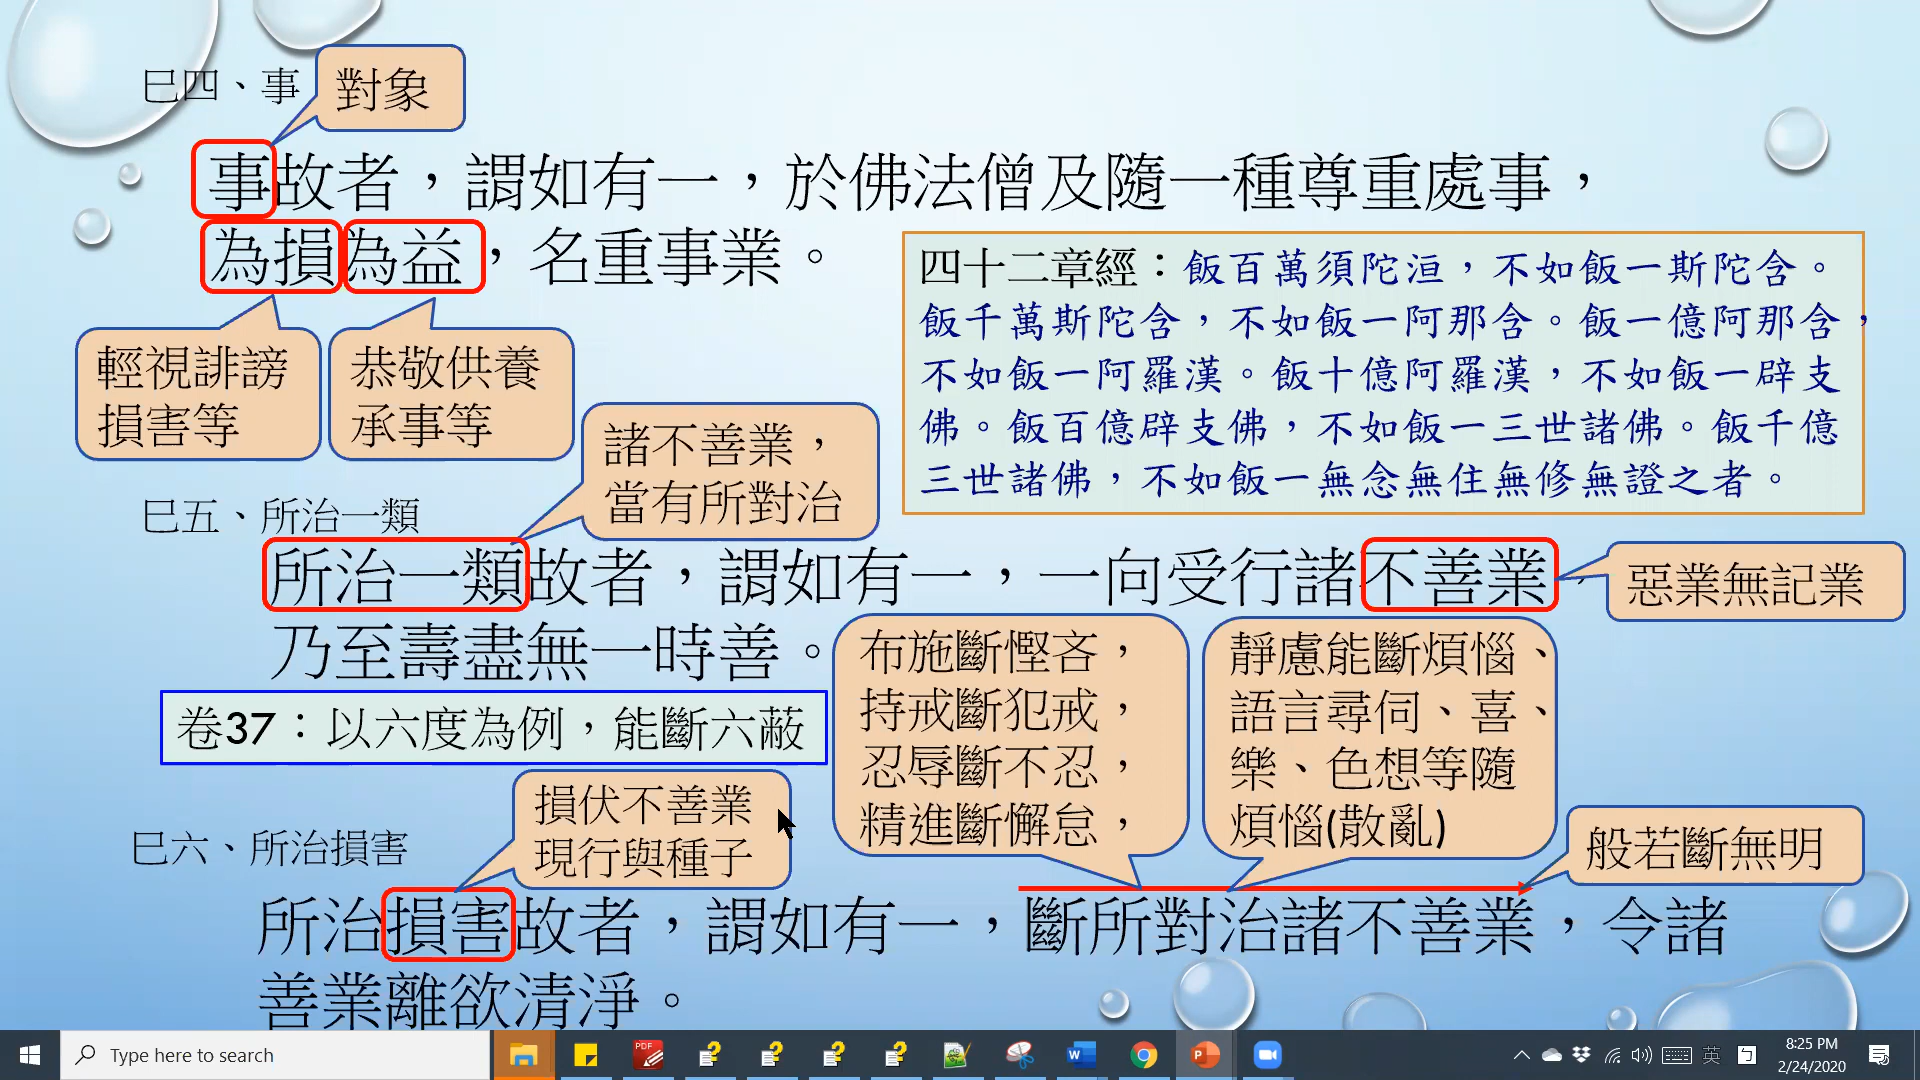 巳四、事
對象
事故者，謂如有一，於佛法僧及隨一種尊重處事，
為損為益，名重事業。
輕視誹謗
損害等
恭敬供養
承事等
四十二章經：飯百萬須陀洹，不如飯一斯陀含。
飯千萬斯陀含，不如飯一阿那含。飯一億阿那含，
不如飯一阿羅漢。飯十億阿羅漢，不如飯一辟支
佛。飯百億辟支佛，不如飯一三世諸佛。飯千億
三世諸佛，不如飯一無念無住無修無證之者。
諸不善業，
當有所對治
巳五、所治一類
所治一類故者，謂如有一，一向受行諸不善業，
乃至壽盡無一時善。
惡業無記業
卷37：以六度為例，能斷六蔽
布施斷慳吝，
持戒斷犯戒，
忍辱斷不忍，
精進斷懈怠，
靜慮能斷煩惱、
語言尋伺、喜、
樂、色想等隨
煩惱(散亂)
般若斷無明
損伏不善業
現行與種子
巳六、所治損害
所治損害故者，謂如有一，斷所對治諸不善業，令諸
善業離欲清淨。
Type here to search
英
8:25 PM
2/24/2020